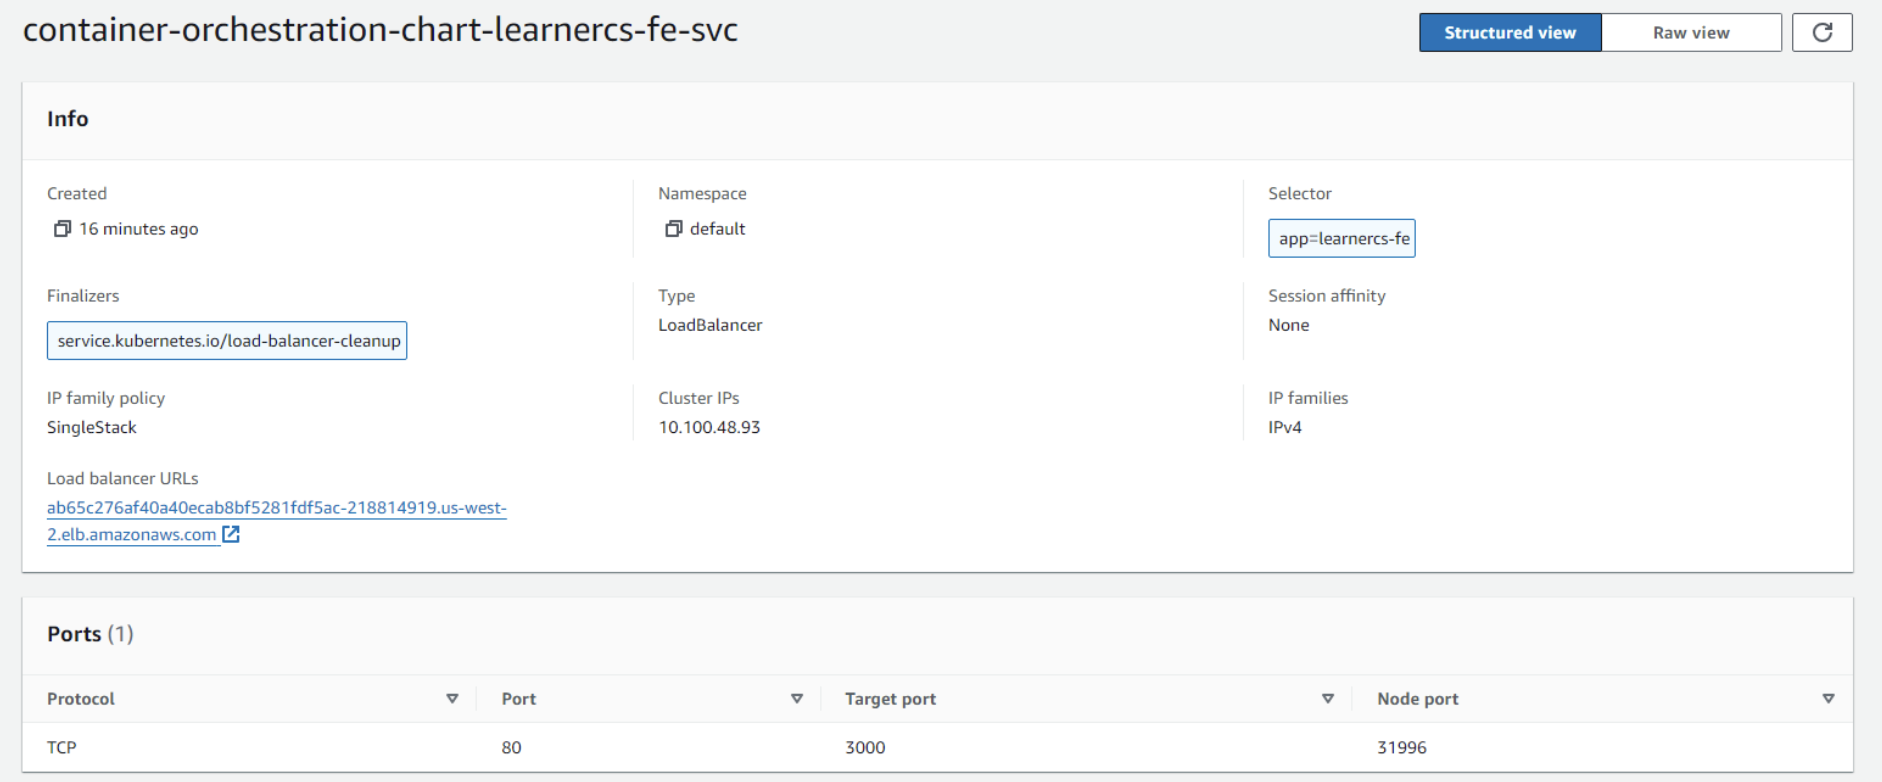 container-orchestration-chart-learnercs-fe-svc
Structured view
Raw view
Info
Created
16 minutes ago
Namespace
default
Selector
app=learnercs-fe
Finalizers
service.kubernetes.io/load-balancer-cleanup
Type
LoadBalancer
Session affinity
None
IP family policy
SingleStack
Cluster IPs
10.100.48.93
IP families
IPv4
Load balancer URLs
ab65c276af40a40ecab8bf5281fdf5ac-218814919.us-west-
2.elb.amazonaws.com
Ports (1)
Protocol Port Target port Node port
TCP 80 3000 31996